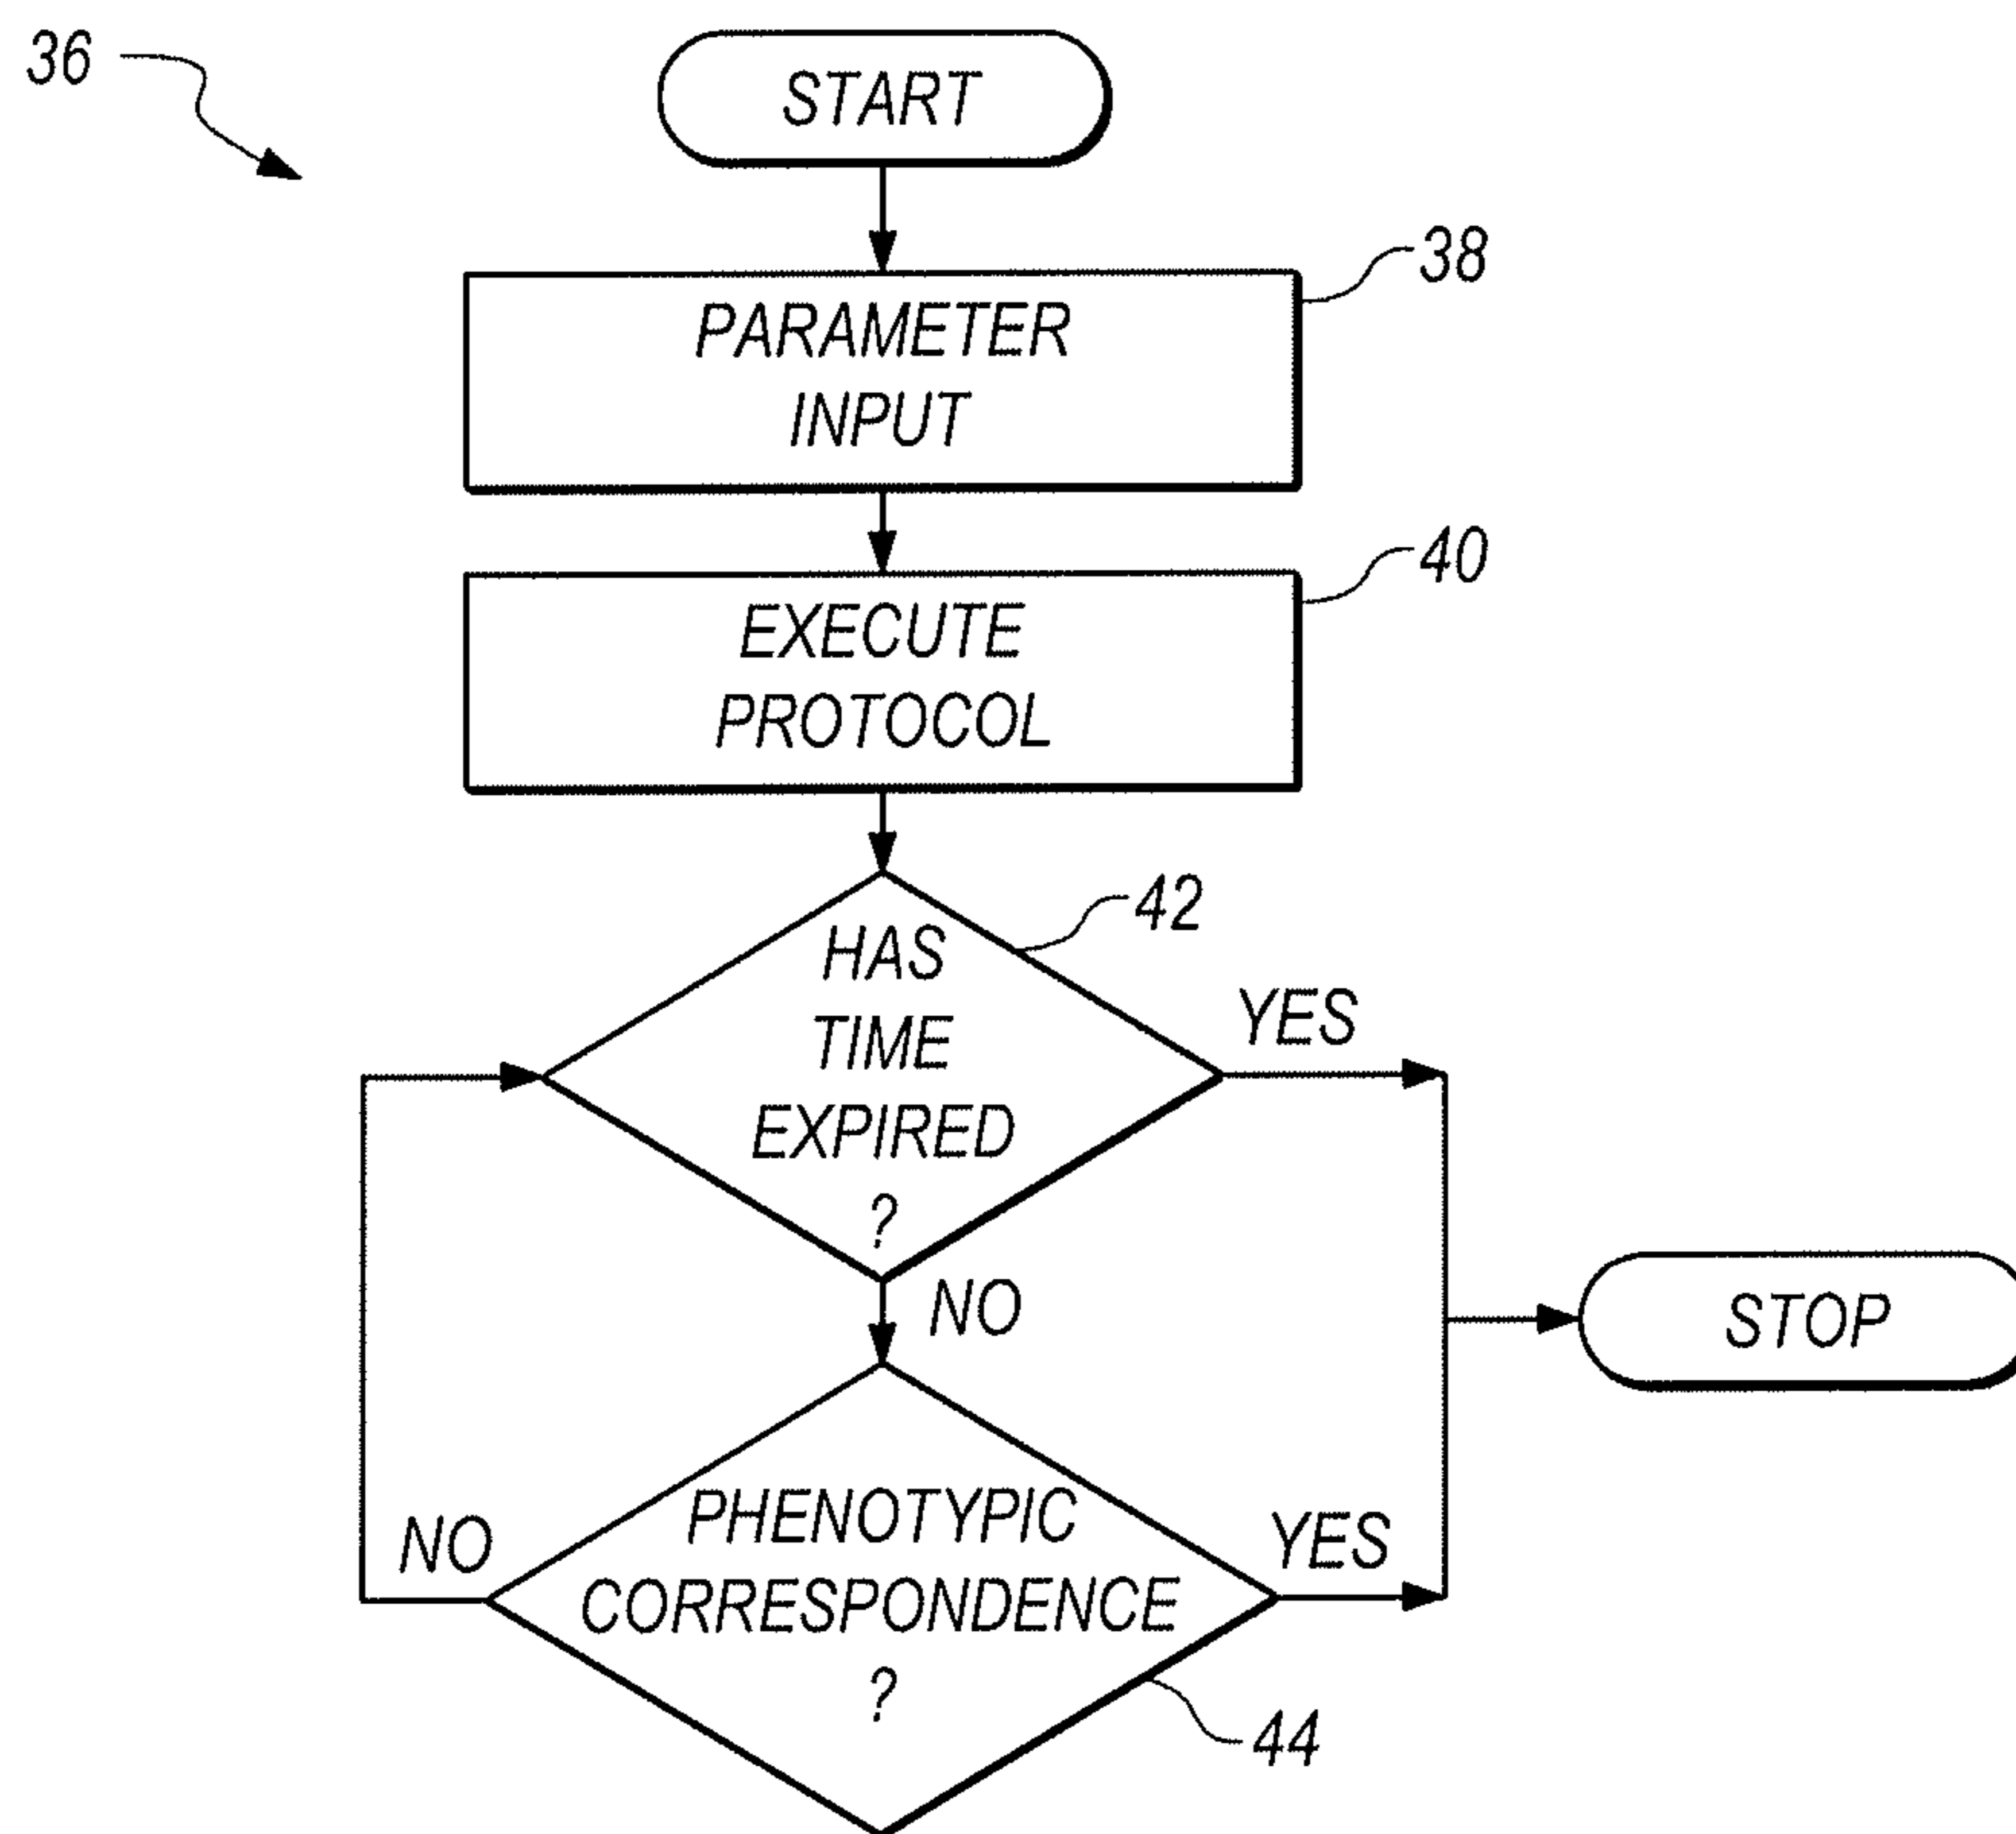 36
START
38
PARAMETER
INPUT
40
EXECUTE
PROTOCOL
42
HAS
TIME
EXPIRED
?
YES
NO
STOP
PHENOTYPIC
CORRESPONDENCE
?
NO
YES
44